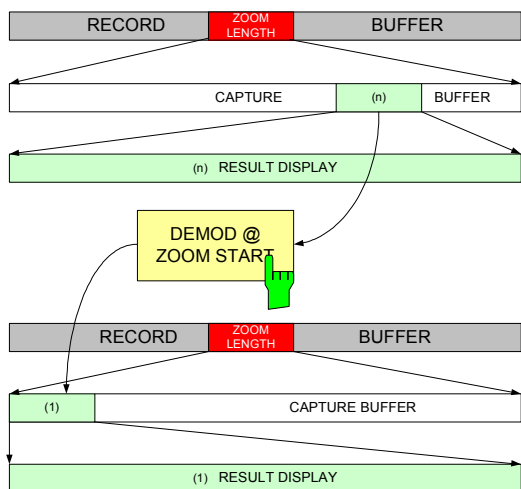 RECORD ZOOM LENGTH BUFFER
CAPTURE (n) BUFFER
(n) RESULT DISPLAY
DEMOD @
ZOOM START
RECORD ZOOM LENGTH BUFFER
(1) CAPTURE BUFFER
(1) RESULT DISPLAY